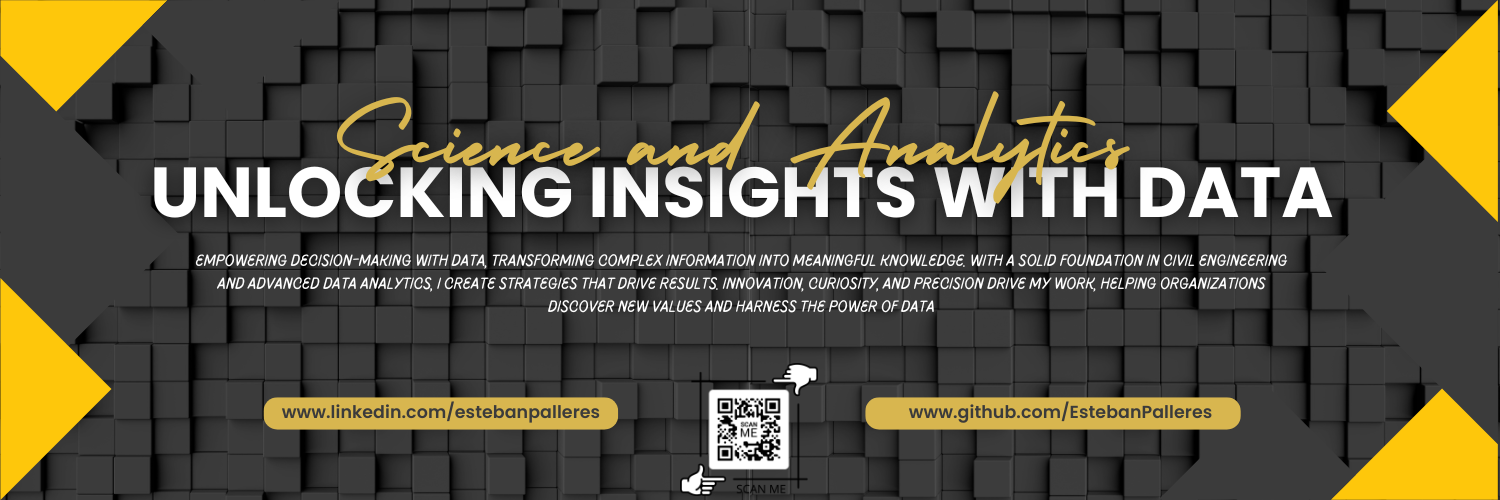 Science and Analytics
UNLOCKING INSIGHTS WITH DATA
EMPOWERING DECISION-MAKING WITH DATA, TRANSFORMING COMPLEX INFORMATION INTO MEANINGFUL KNOWLEDGE. WITH A SOLID FOUNDATION IN CIVIL ENGINEERING
AND ADVANCED DATA ANALYTICS, I CREATE STRATEGIES THAT DRIVE RESULTS. INNOVATION, CURIOSITY, AND PRECISION DRIVE MY WORK, HELPING ORGANIZATIONS
DISCOVER NEW VALUES AND HARNESS THE POWER OF DATA
www.linkedin.com/estebanpalleres
SCAN
ME
www.github.com/EstebanPalleres
SCAN ME